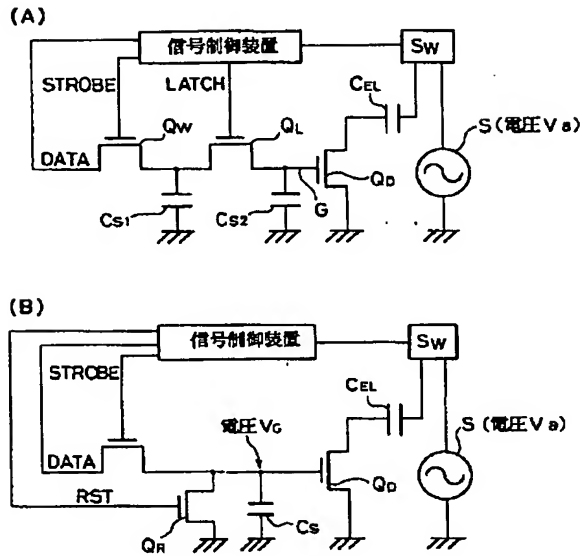 (A)
信号制御装置
SW
STROBE
LATCH
CEL
S(電圧Va)
QW
QL
DATA
QD
G
CS1
CS2
(B)
信号制御装置
SW
STROBE
CEL
電圧VG
S(電圧Va)
DATA
QD
RST
CS
QR